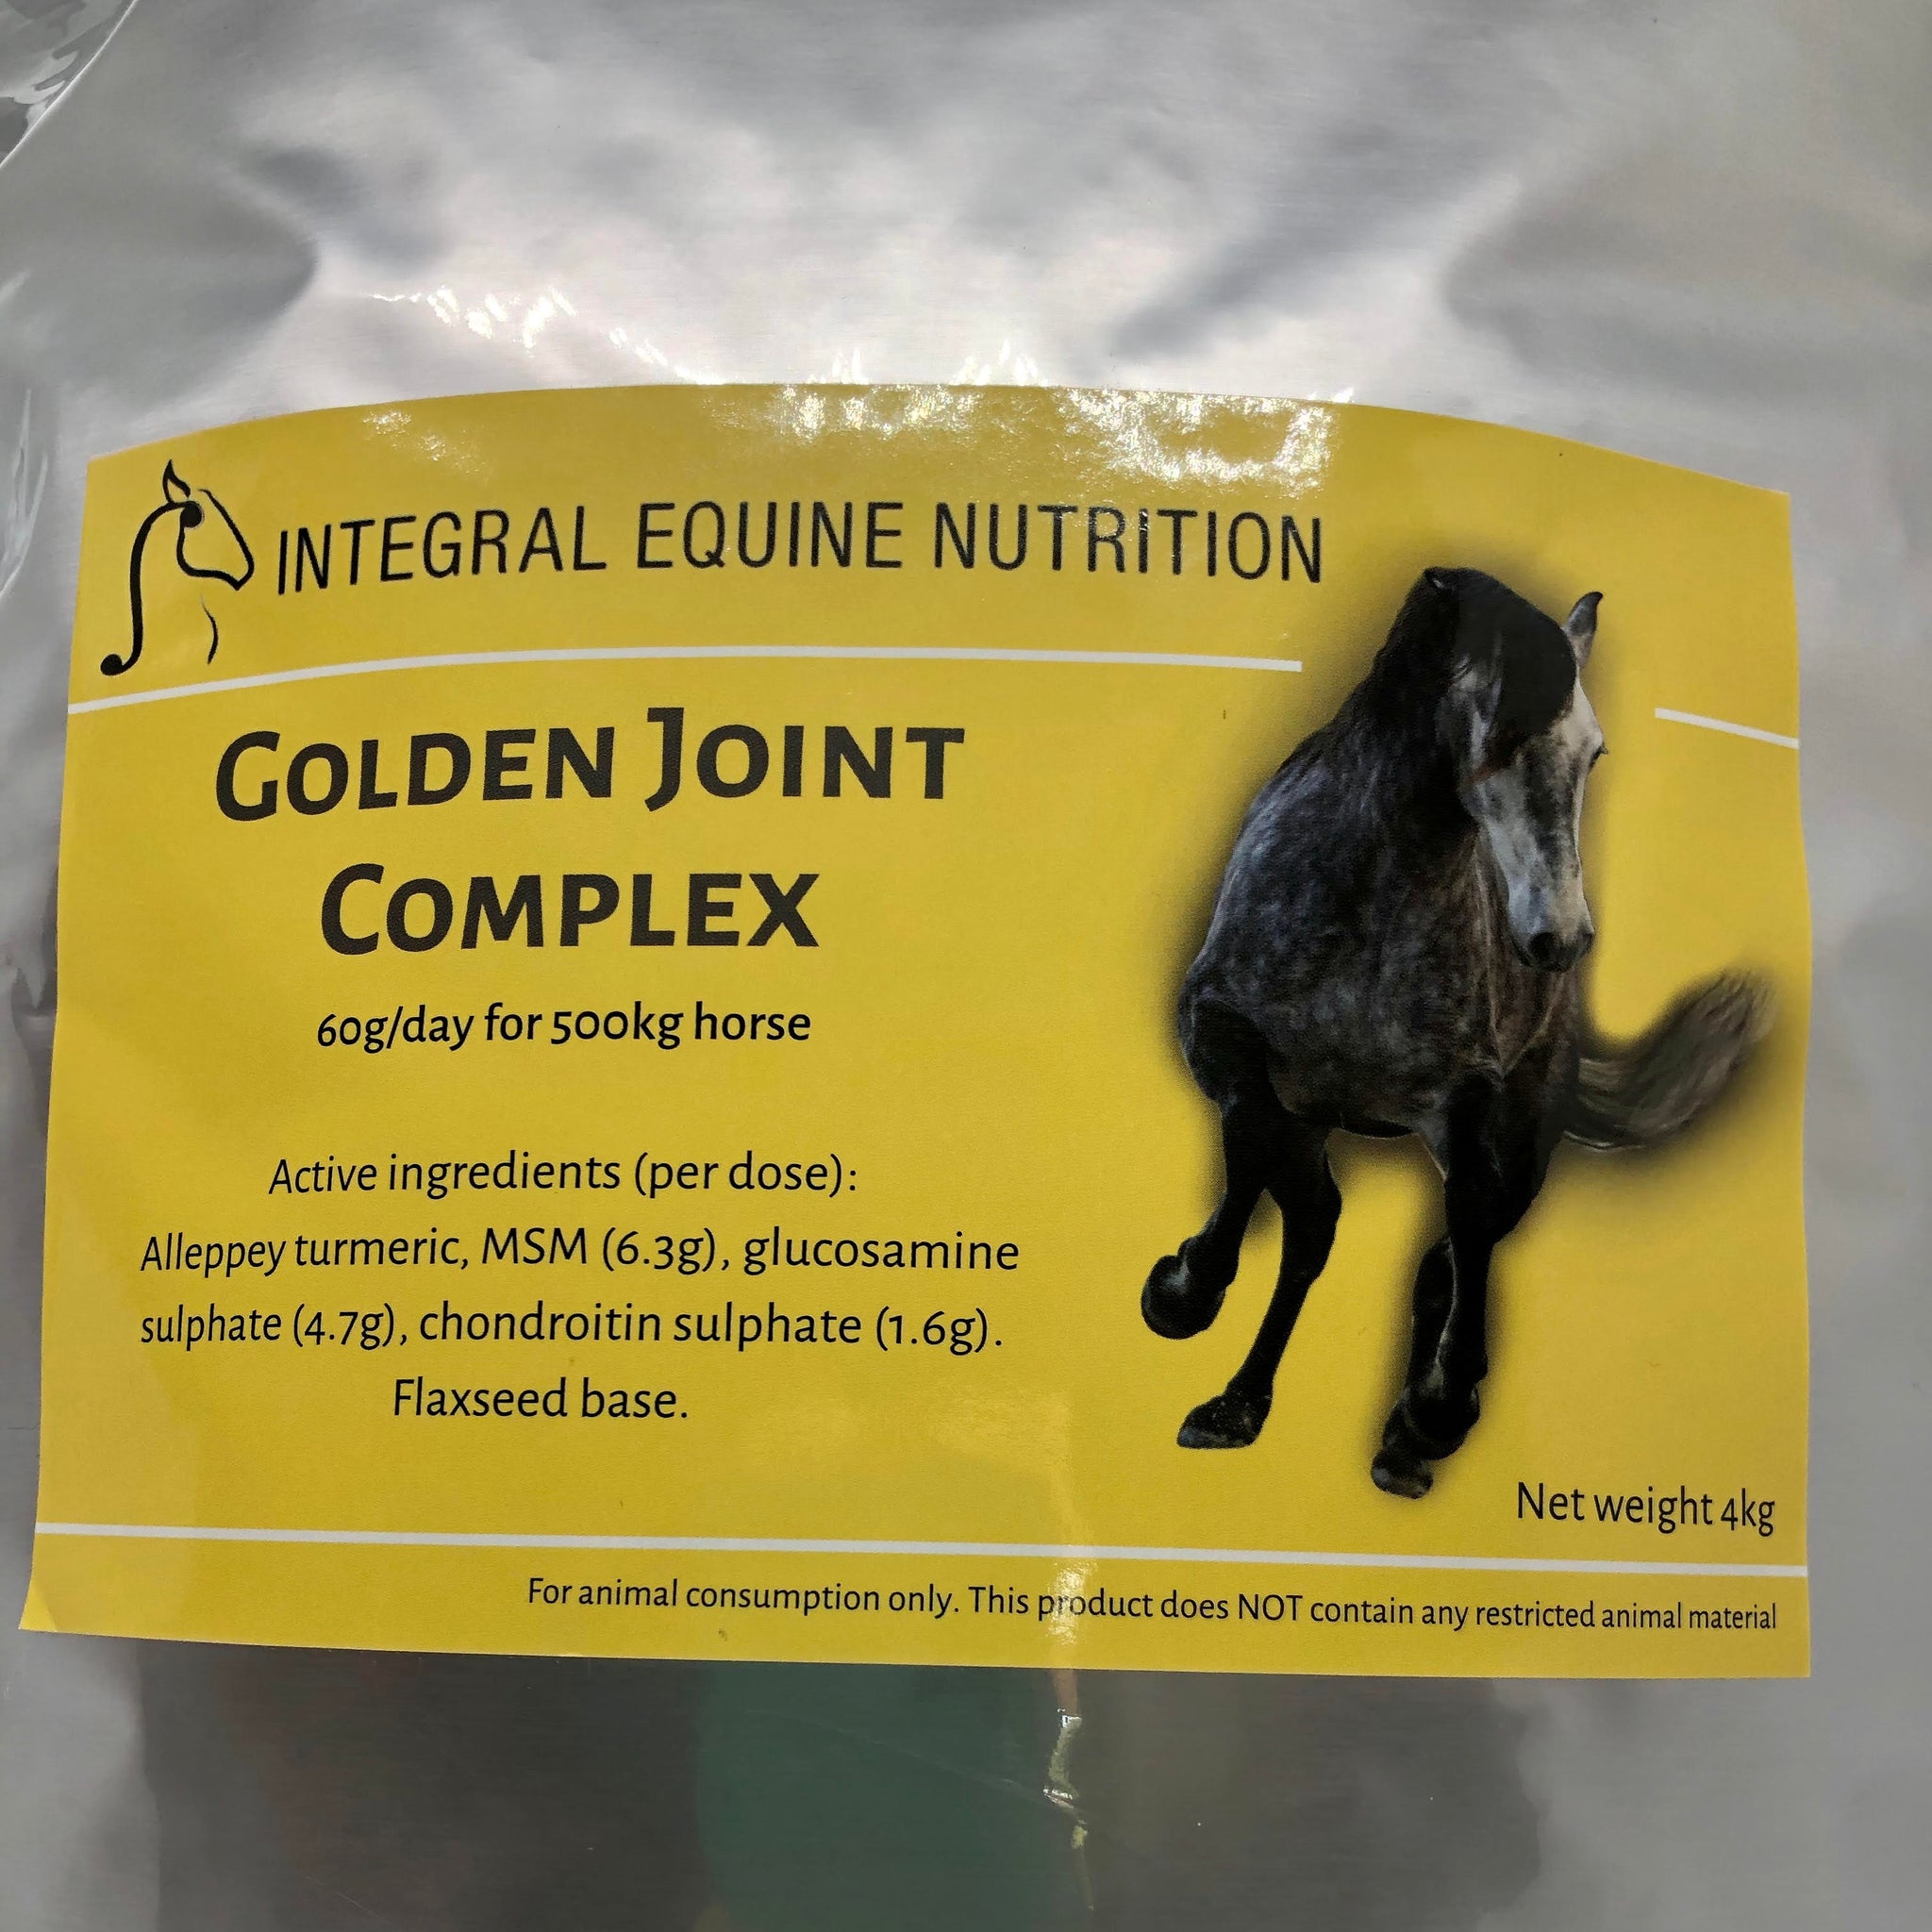 INTEGRAL EQUINE NUTRITION
GOLDEN JOINT
COMPLEX
60g/day for 500kg horse
Active ingredients (per dose):
Alleppey turmeric, MSM (6.3g), glucosamine
sulphate (4.7g), chondroitin sulphate (1.6g).
Flaxseed base.
Net weight 4kg
For animal consumption only. This product does NOT contain any restricted animal material